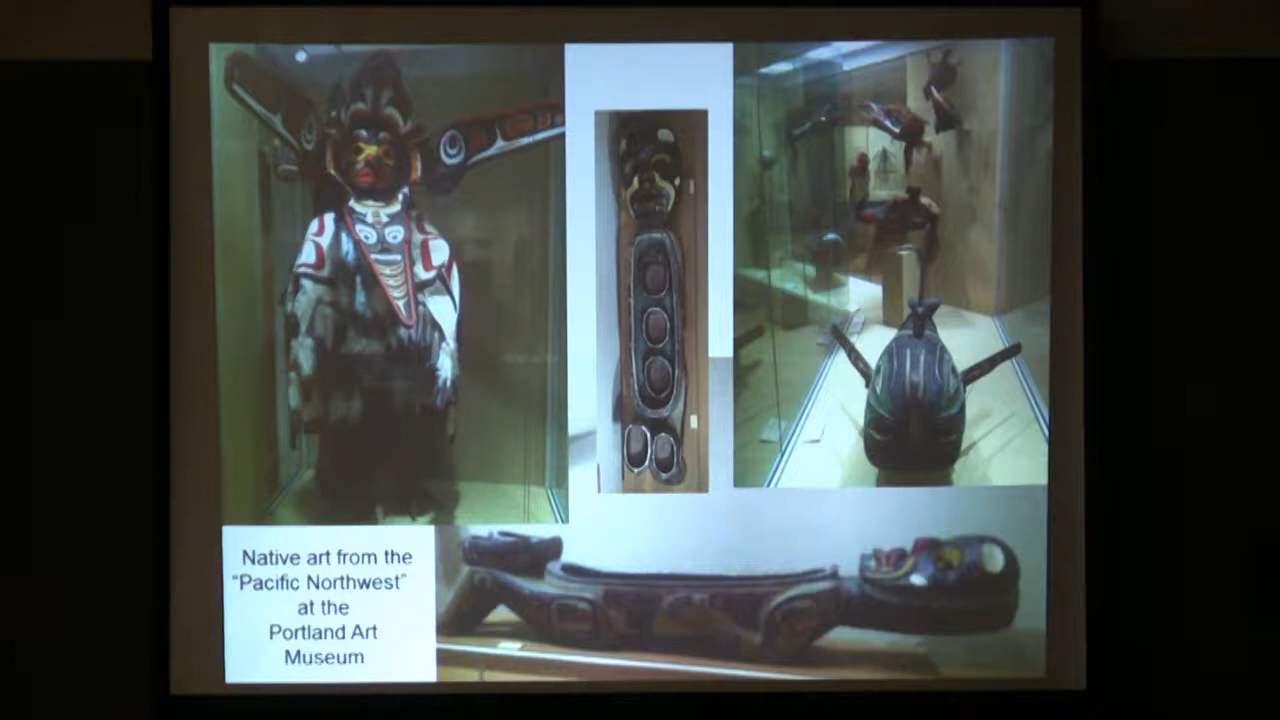 Native art from the
“Pacific Northwest”
at the
Portland Art
Museum